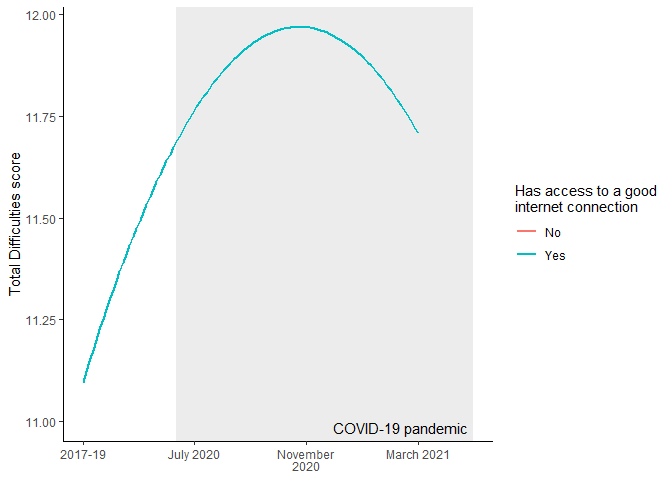 12.00
11.75
11.50
11.25
11.00
Total Difficulties score
COVID-19 pandemic
2017-19
July 2020
November
2020
March 2021
Has access to a good
internet connection
No
Yes